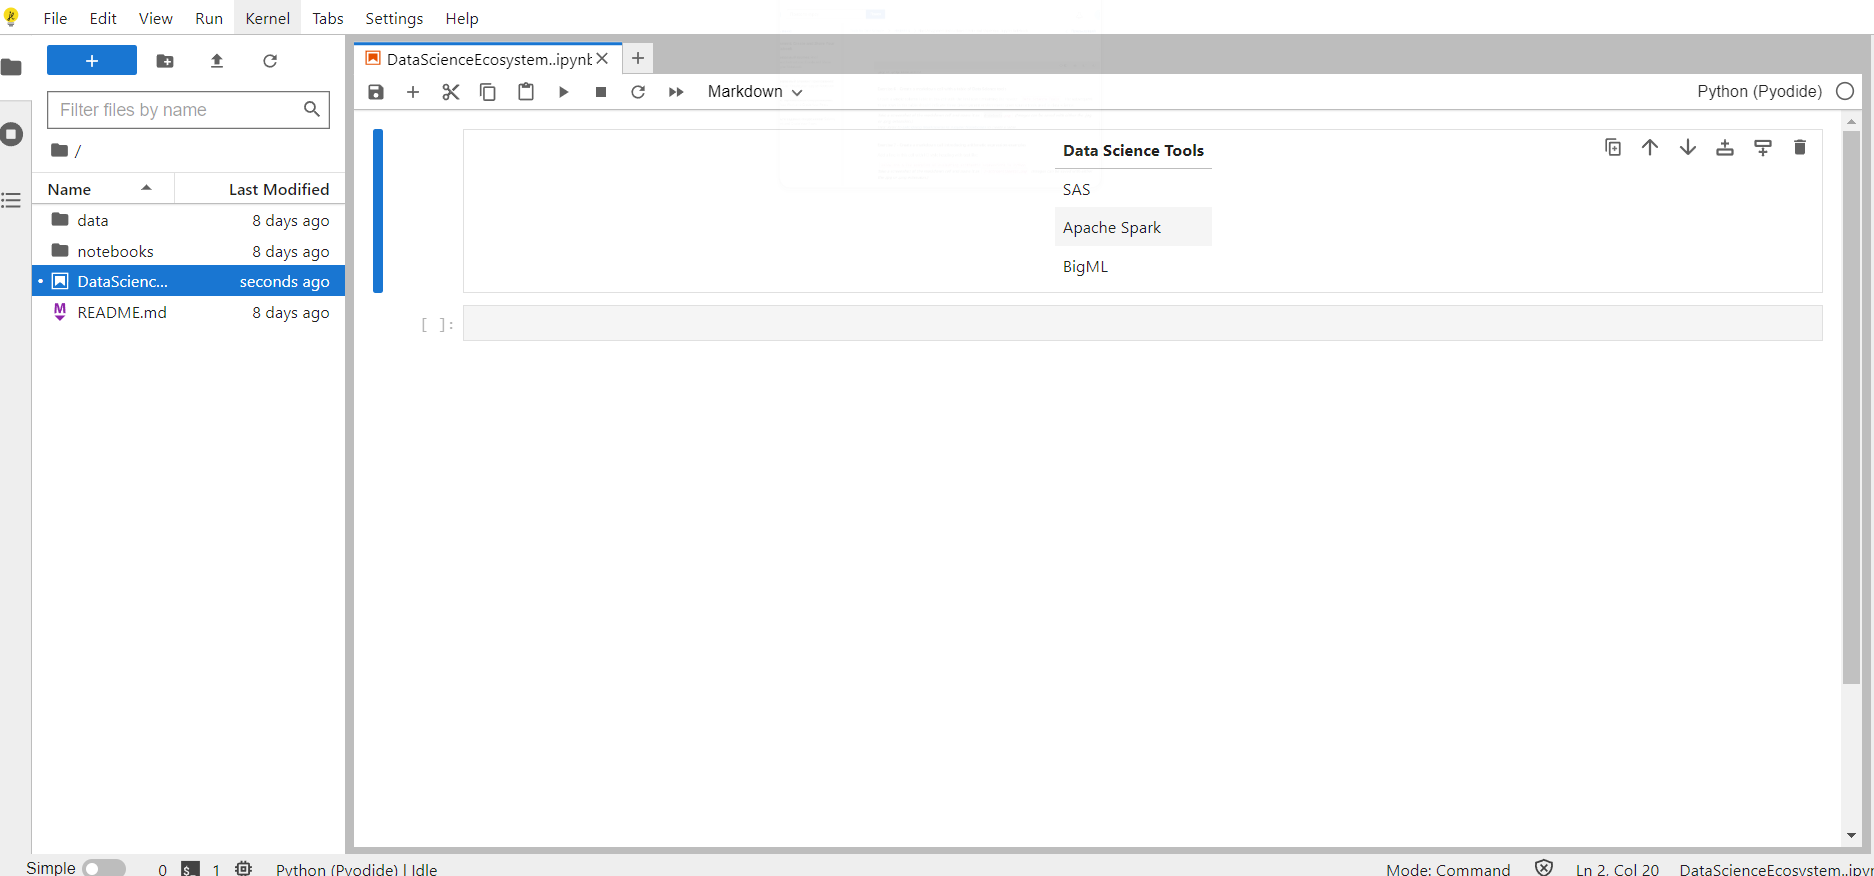 File Edit View Run Kernel Tabs Settings Help
+
DataScienceEcosystem..ipynb
Filter files by name
Markdown
Python (Pyodide)
/
Name Last Modified
data 8 days ago
notebooks 8 days ago
DataScienc... seconds ago
M README.md 8 days ago
Data Science Tools
SAS
Apache Spark
BigML
[ ]:
Simple 0 $_ 1 Python (Pyodide) | Idle Mode: Command Ln 2, Col 20 DataScienceEcosystem..ipyn